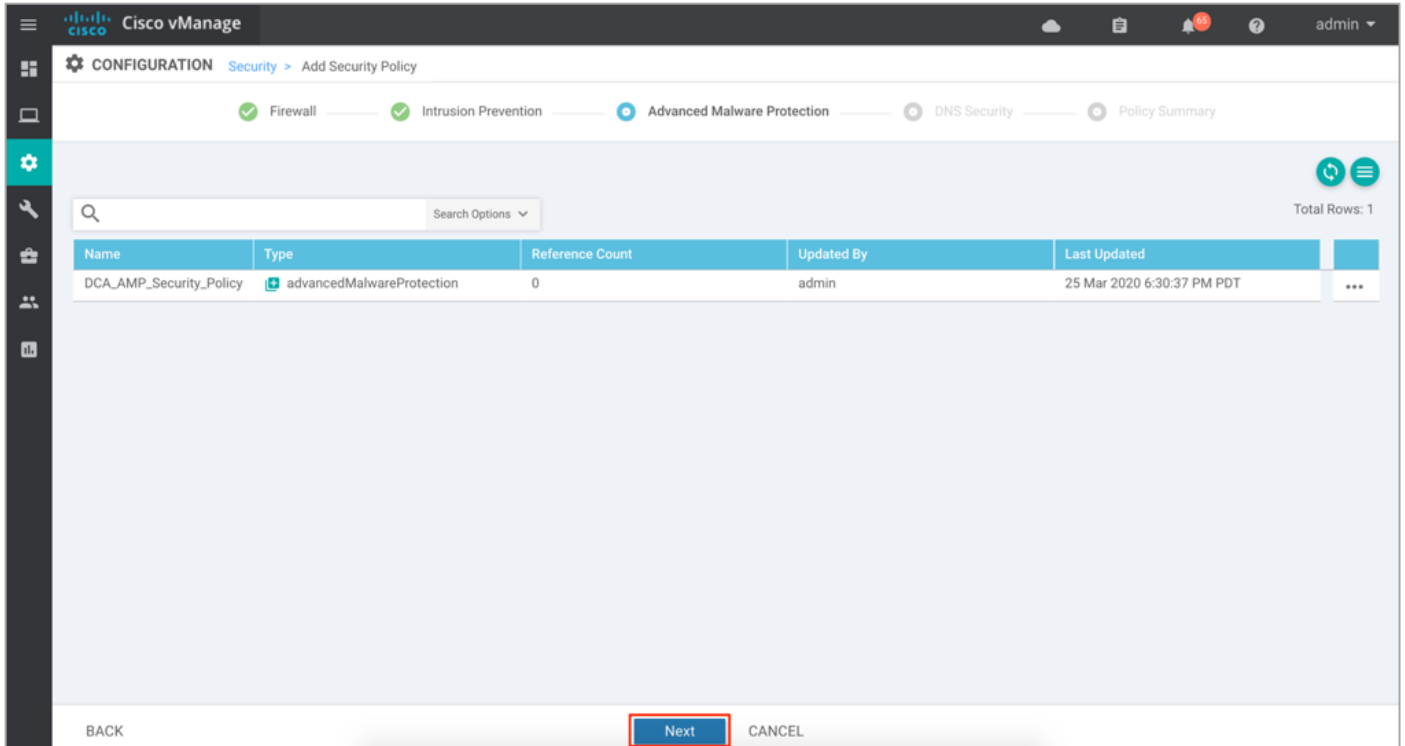 cisco Cisco vManage 65 admin
CONFIGURATION Security > Add Security Policy
Firewall Intrusion Prevention Advanced Malware Protection DNS Security Policy Summary
Search Options
Total Rows: 1
Name Type Reference Count Updated By Last Updated
DCA_AMP_Security_Policy advancedMalwareProtection 0 admin 25 Mar 2020 6:30:37 PM PDT
BACK Next CANCEL